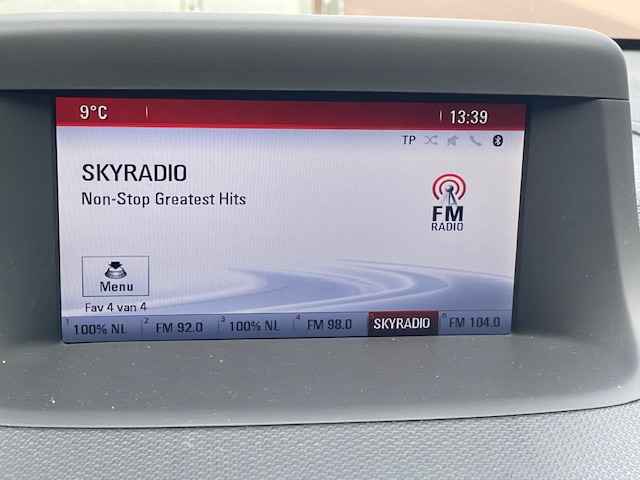 9°C
13:39
TP
SKYRADIO
Non-Stop Greatest Hits
FM
RADIO
Menu
Fav 4 van 4
1 100% NL 2 FM 92.0 3 100% NL 4 FM 98.0 SKYRADIO 6 FM 104.0